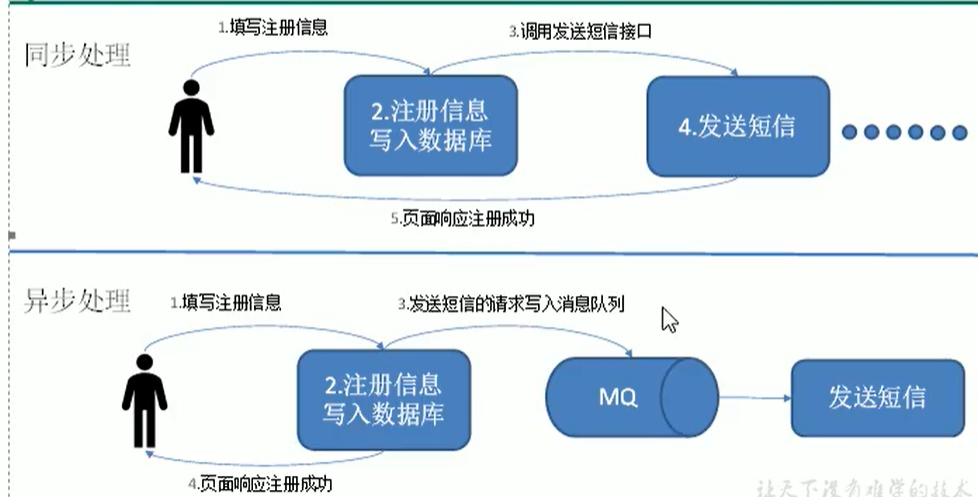 1.填写注册信息
3.调用发送短信接口
同步处理
2.注册信息
写入数据库
4.发送短信
5.页面响应注册成功
异步处理
1.填写注册信息
3.发送短信的请求写入消息队列
2.注册信息
写入数据库
MQ
发送短信
4.页面响应注册成功
让天下没有难学的技术